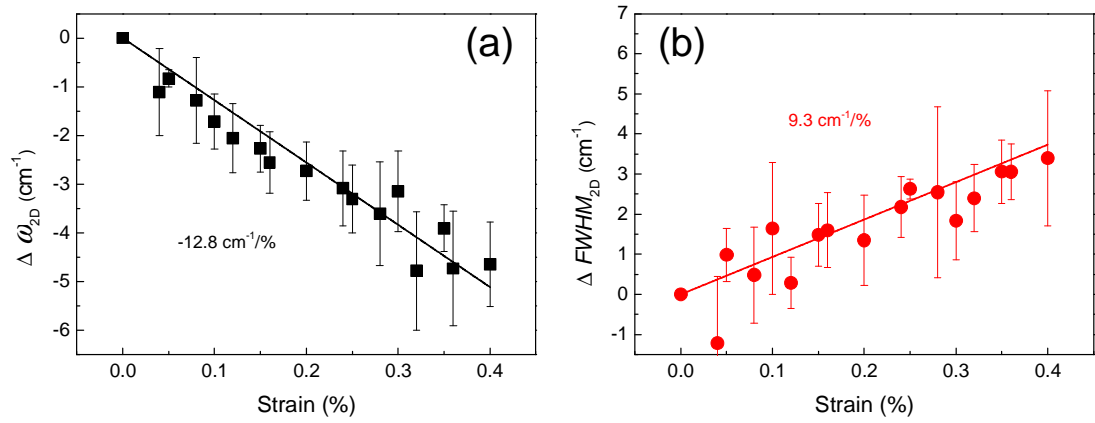 (a)
0
-1
-2
-3
-4
-5
-6
Δ ω2D (cm⁻¹)
-12.8 cm⁻¹/%
0.0 0.1 0.2 0.3 0.4
Strain (%)
(b)
7
6
5
4
3
2
1
0
-1
Δ FWHM2D (cm⁻¹)
9.3 cm⁻¹/%
0.0 0.1 0.2 0.3 0.4
Strain (%)